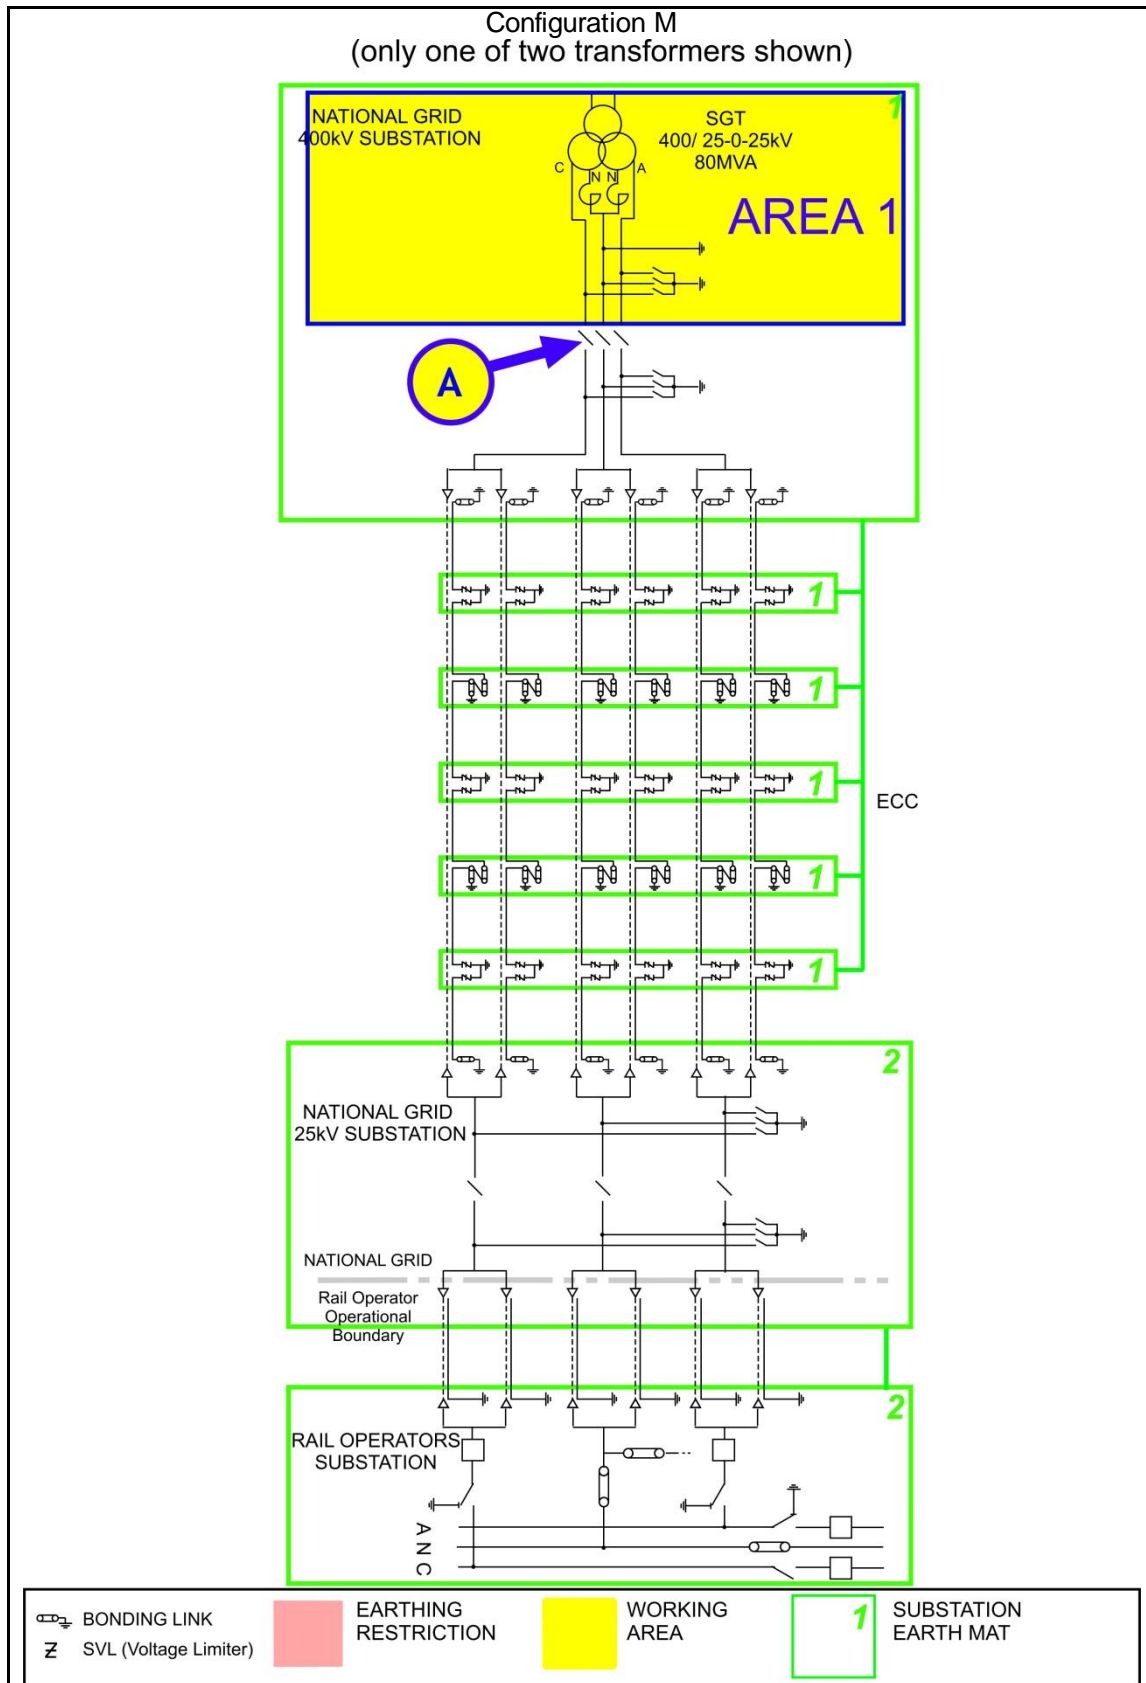 Configuration M
(only one of two transformers shown)
1
NATIONAL GRID
400kV SUBSTATION
SGT
400/ 25-0-25kV
80MVA
C
N N
A
AREA 1
A
1
1
1
ECC
1
1
2
NATIONAL GRID
25kV SUBSTATION
NATIONAL GRID
Rail Operator
Operational
Boundary
2
RAIL OPERATORS
SUBSTATION
A
N
C
BONDING LINK
SVL (Voltage Limiter)
EARTHING
RESTRICTION
WORKING
AREA
1
SUBSTATION
EARTH MAT